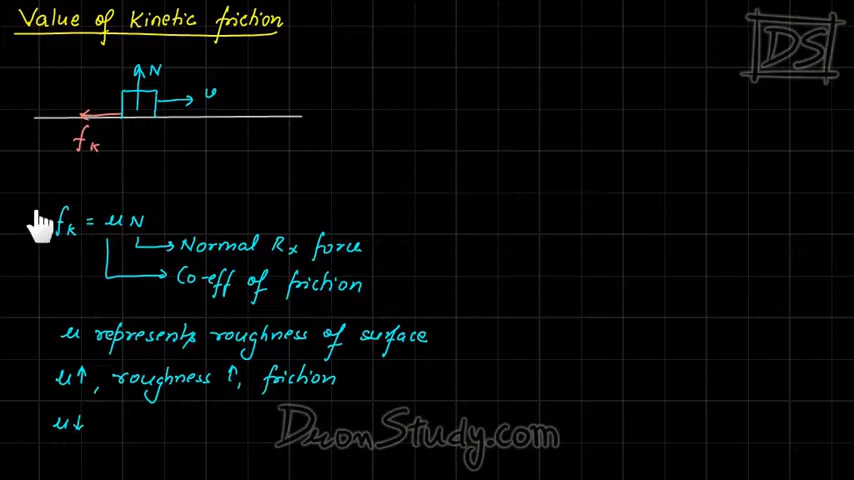 Value of Kinetic friction
DS
N
v
fK
fK = μN
Normal Rx force
Co-eff of friction
μ represents roughness of surface
μ↑, roughness ↑, friction
μ↓
DronStudy.com